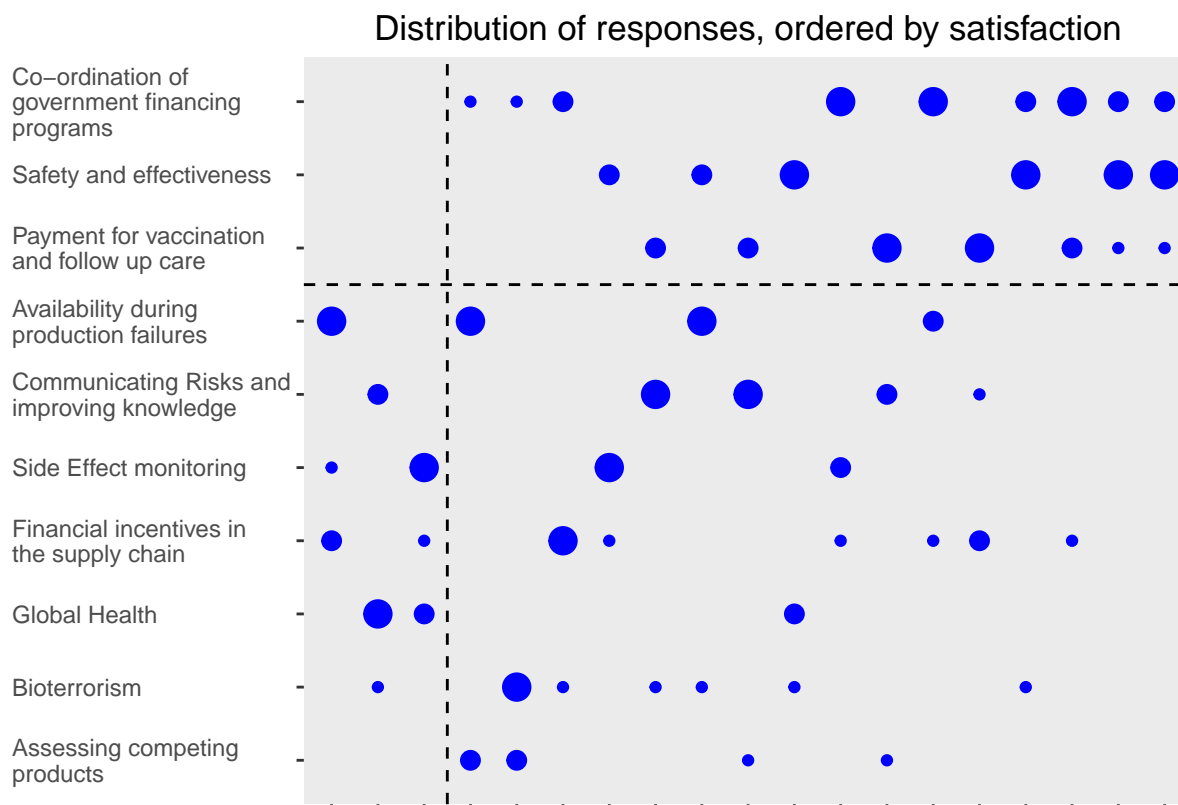 Distribution of responses, ordered by satisfaction
Co−ordination of
government financing
programs
Safety and effectiveness
Payment for vaccination
and follow up care
Availability during
production failures
Communicating Risks and
improving knowledge
Side Effect monitoring
Financial incentives in
the supply chain
Global Health
Bioterrorism
Assessing competing
products